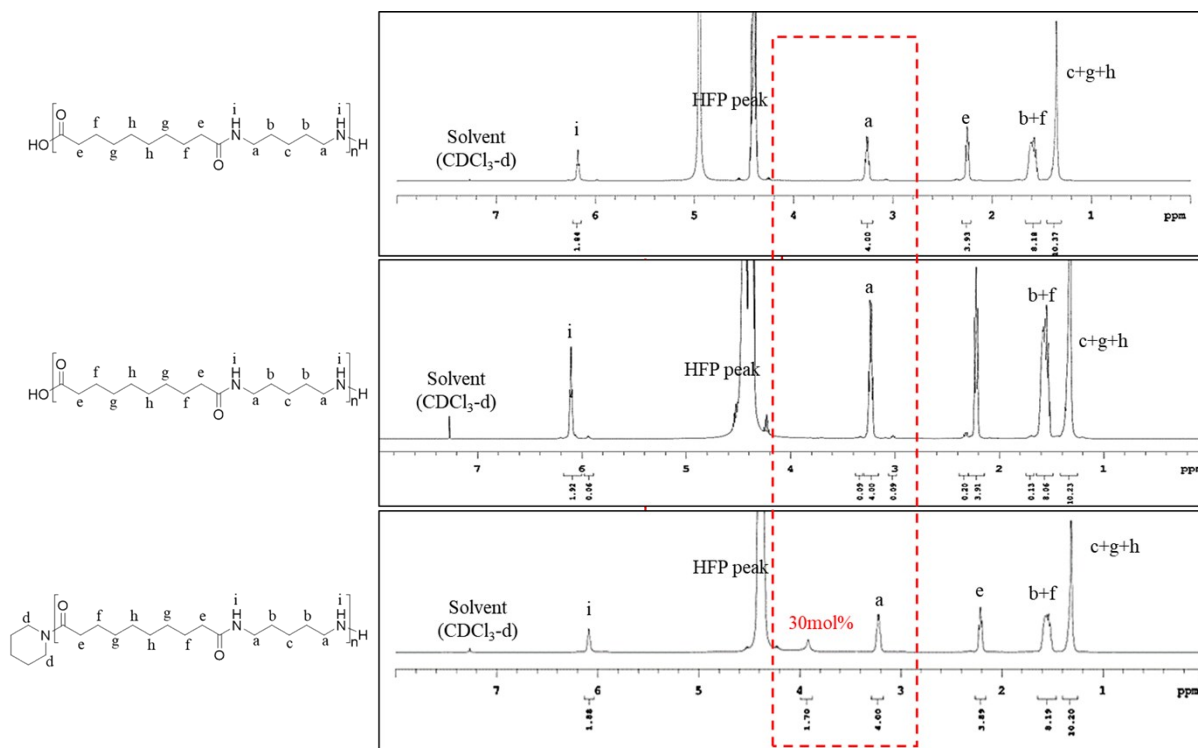 O
HO
f h g e i b b i
N
H
H
N
H
n
e g h f O a c a
Solvent
(CDCl₃-d)
i
HFP peak
a
e
b+f
c+g+h
7 6 5 4 3 2 1 ppm
1.84 4.00 3.93 8.18 10.37
O
HO
f h g e i b b i
N
H
H
N
H
n
e g h f O a c a
Solvent
(CDCl₃-d)
i
HFP peak
a
b+f
c+g+h
7 6 5 4 3 2 1 ppm
1.92 0.06 0.09 4.00 0.09 0.20 3.91 0.13 8.06 10.23
O
d
N
d
f h g e i b b i
N
H
H
N
H
n
e g h f O a c a
Solvent
(CDCl₃-d)
i
HFP peak
30mol%
a
e
b+f
c+g+h
7 6 5 4 3 2 1 ppm
1.88 1.70 4.00 3.89 8.19 10.20